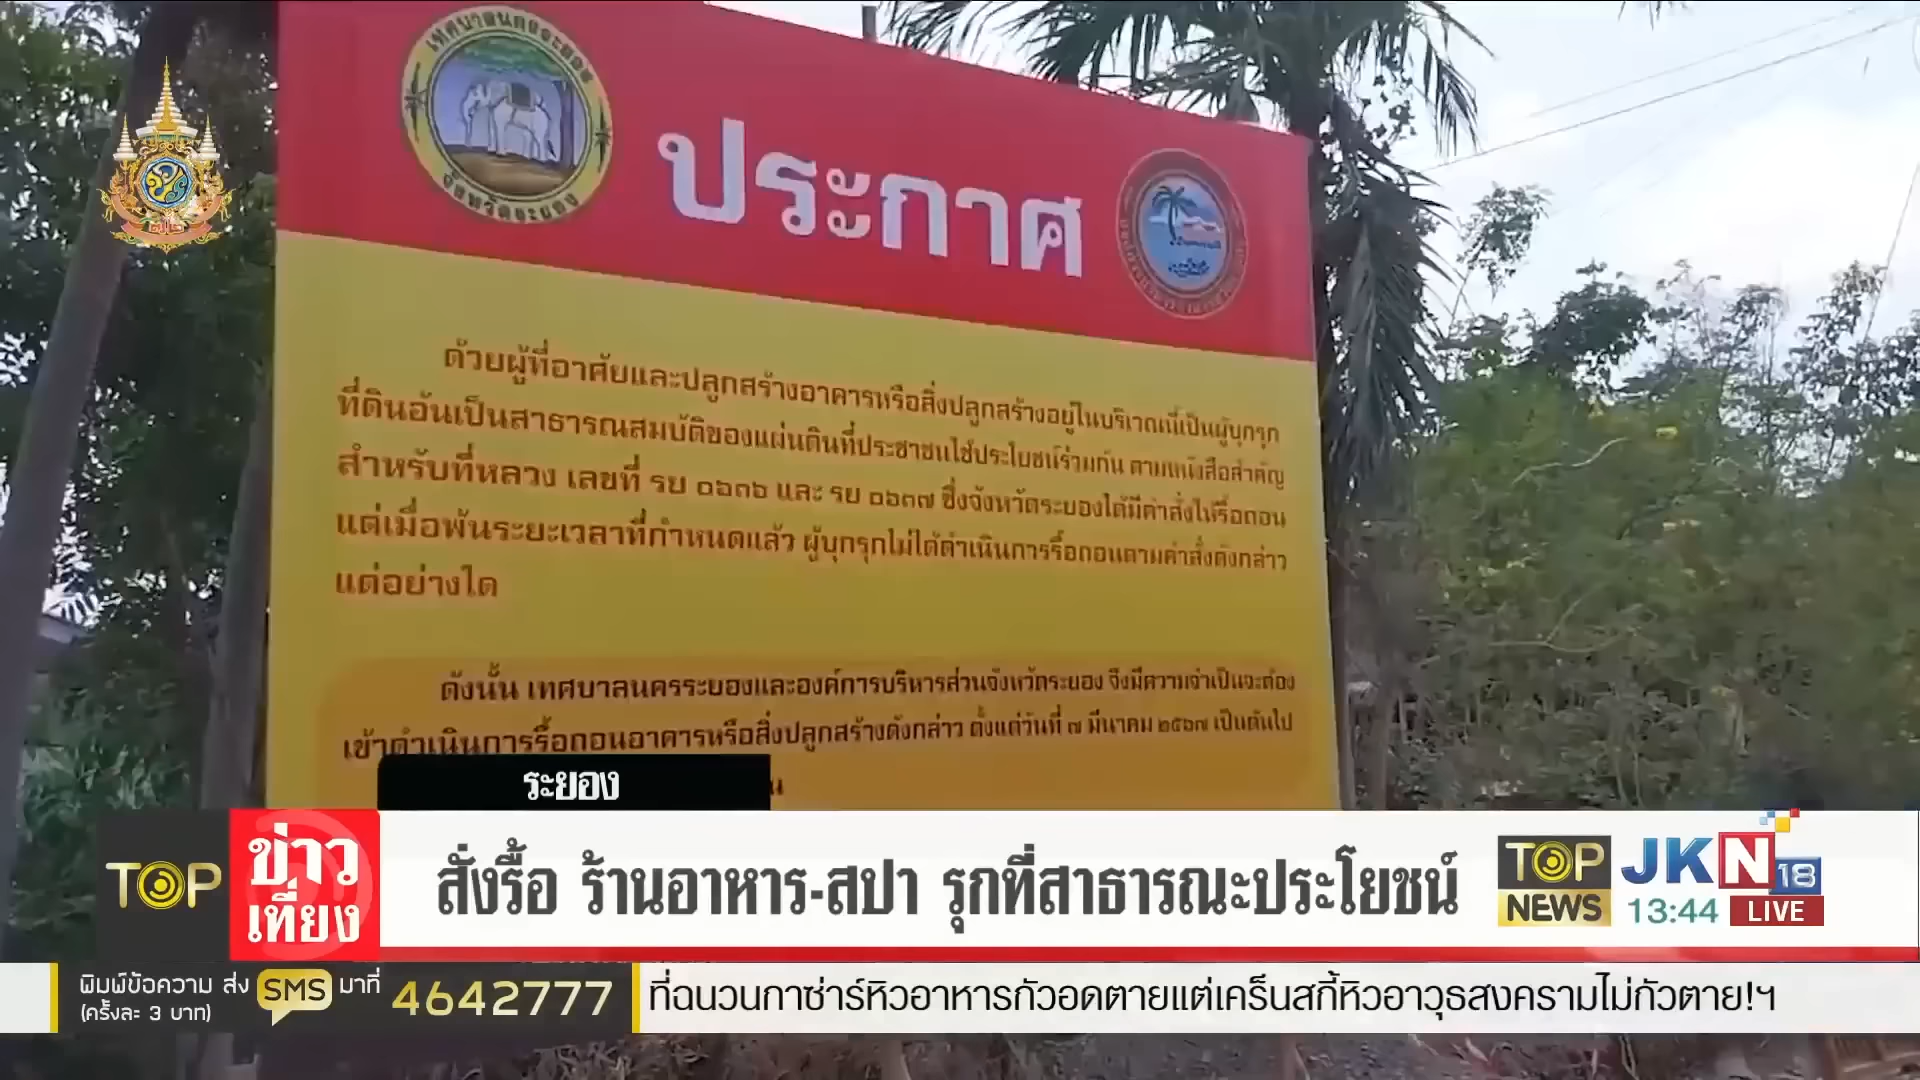 เทศบาลนครระยอง
จังหวัดระยอง
ประกาศ
ด้วยผู้ที่อาศัยและปลูกสร้างอาคารหรือสิ่งปลูกสร้างอยู่ในบริเวณนี้เป็นผู้บุกรุก
ที่ดินอันเป็นสาธารณสมบัติของแผ่นดินที่ประชาชนใช้ประโยชน์ร่วมกัน ตามหนังสือสำคัญ
สำหรับที่หลวง เลขที่ รย ๐๖๓๖ และ รย ๐๖๓๗ ซึ่งจังหวัดระยองได้มีคำสั่งให้รื้อถอน
แต่เมื่อพ้นระยะเวลาที่กำหนดแล้ว ผู้บุกรุกไม่ได้ดำเนินการรื้อถอนตามคำสั่งดังกล่าว
แต่อย่างใด
ดังนั้น เทศบาลนครระยองและองค์การบริหารส่วนจังหวัดระยอง จึงมีความจำเป็นจะต้อง
เข้าดำเนินการรื้อถอนอาคารหรือสิ่งปลูกสร้างดังกล่าว ตั้งแต่วันที่ ๗ มีนาคม ๒๕๖๗ เป็นต้นไป
ระยอง
TOP
ข่าว
เที่ยง
สั่งรื้อ ร้านอาหาร-สปา รุกที่สาธารณะประโยชน์
TOP
NEWS
JKN
18
13:44
LIVE
พิมพ์ข้อความ ส่ง SMS มาที่
(ครั้งละ 3 บาท)
4642777
ที่ฉนวนกาซ่าร์หิวอาหารกัวอดตายแต่เคร็นสกี้หิวอาวุธสงครามไม่กัวตาย!ฯ